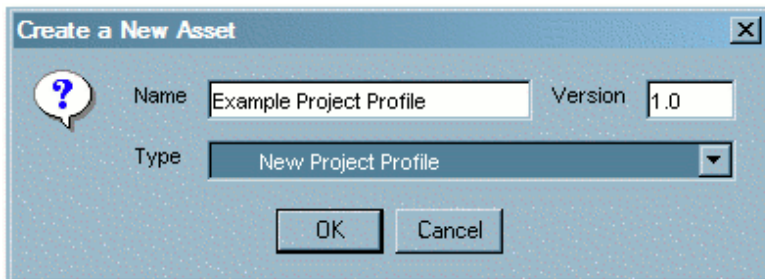 Create a New Asset
Name Example Project Profile Version 1.0
Type New Project Profile
OK Cancel